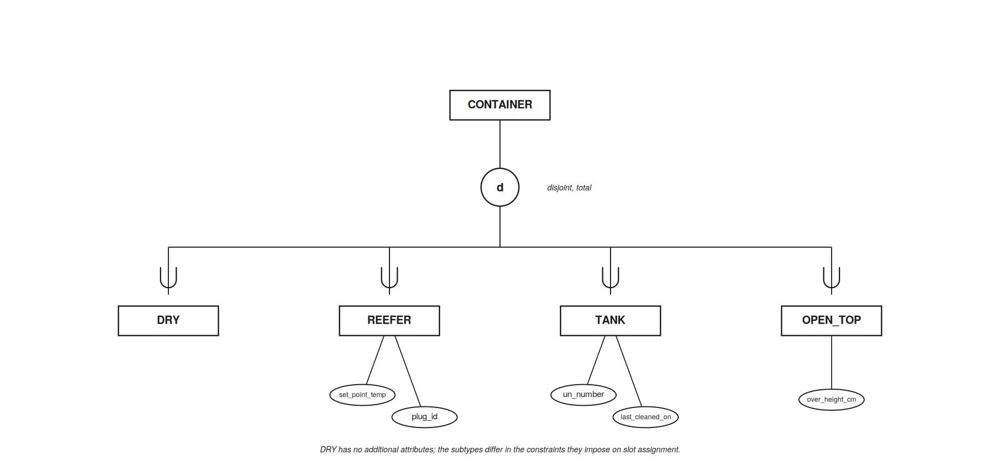 CONTAINER
d
disjoint, total
DRY
REEFER
TANK
OPEN_TOP
set_point_temp
un_number
over_height_cm
plug_id
last_cleaned_on
DRY has no additional attributes; the subtypes differ in the constraints they impose on slot assignment.